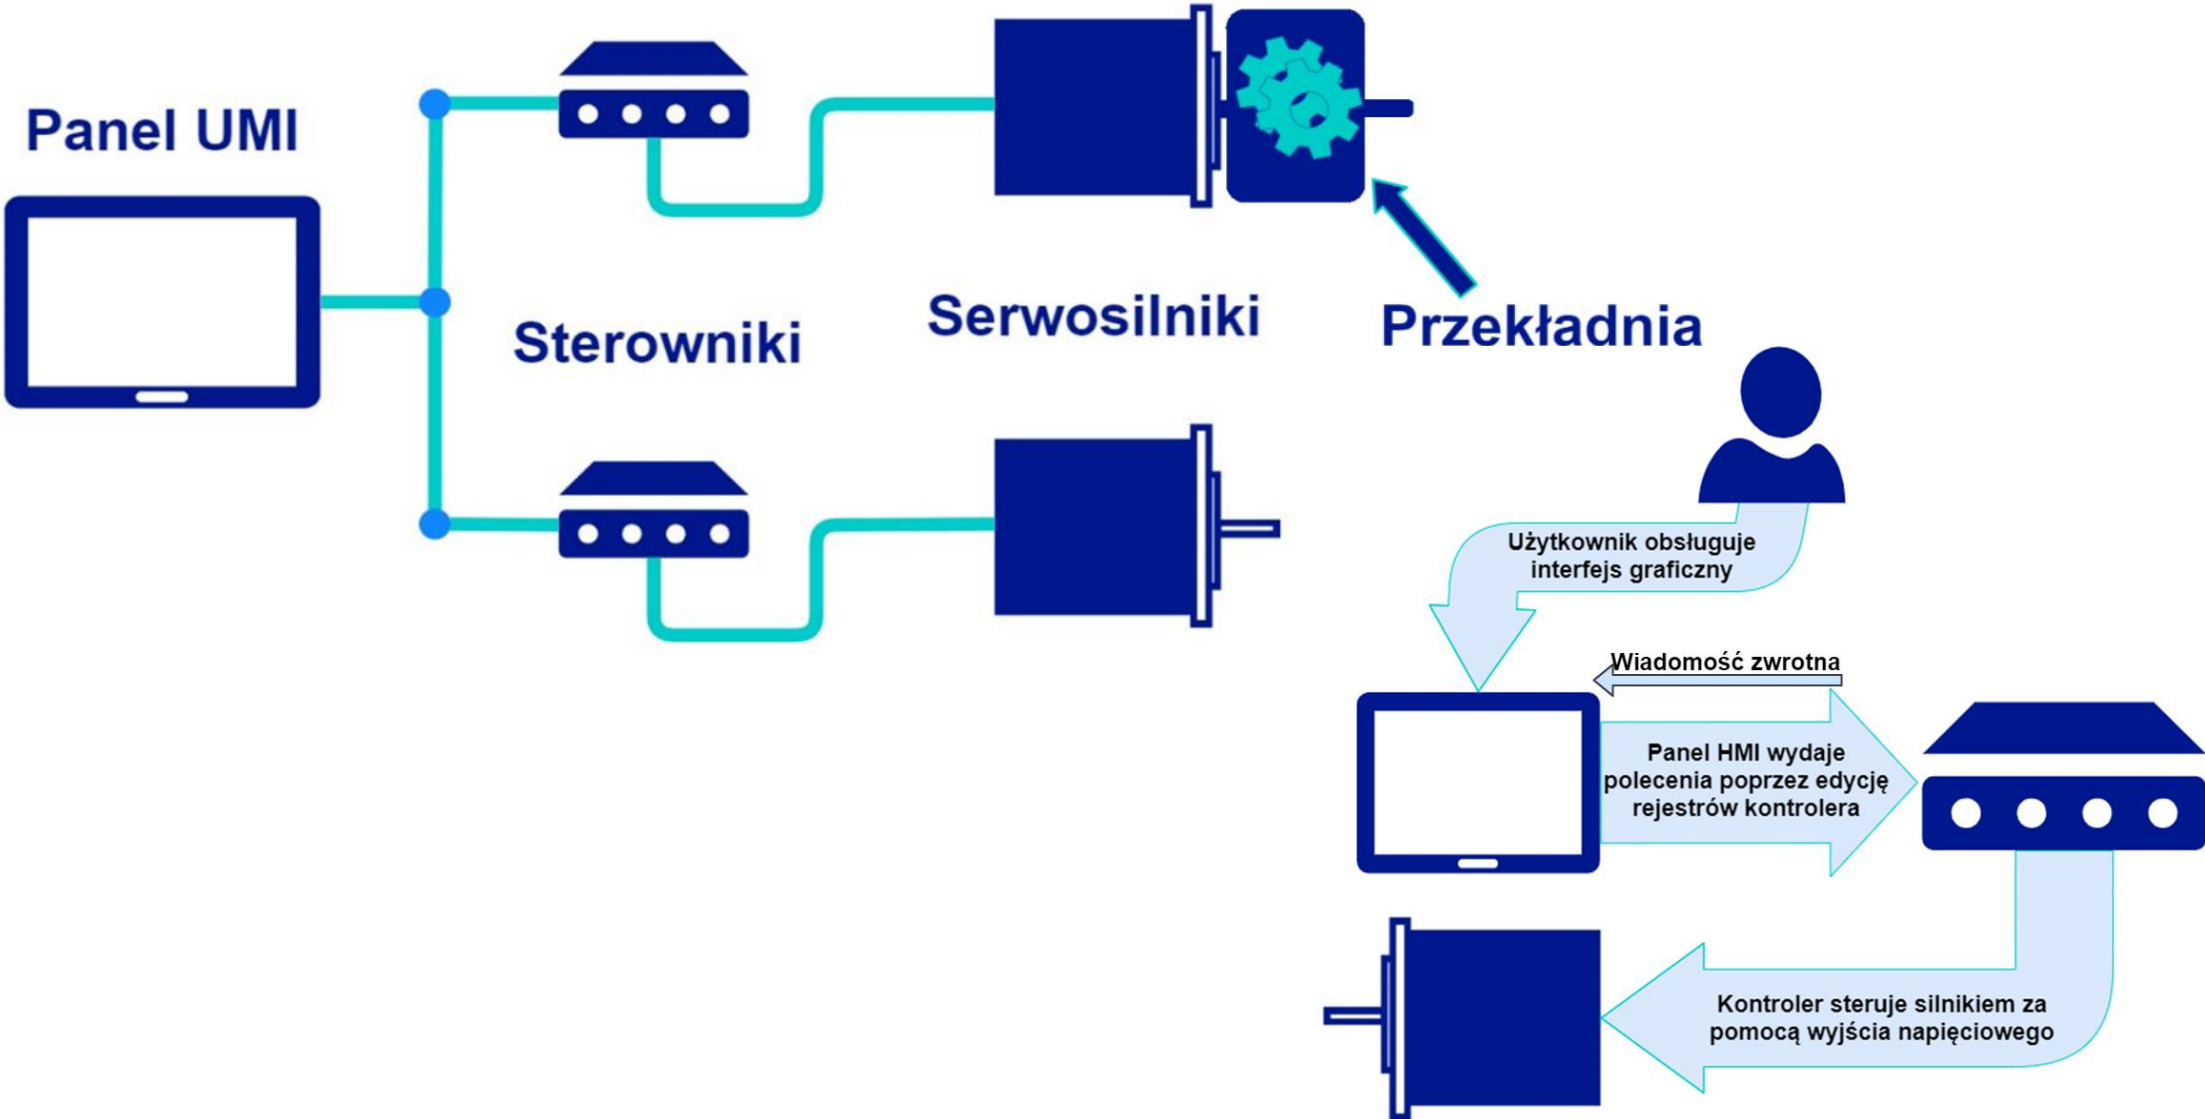 Panel UMI
Sterowniki
Serwosilniki
Przekładnia
Użytkownik obsługuje
interfejs graficzny
Wiadomość zwrotna
Panel HMI wydaje
polecenia poprzez edycję
rejestrów kontrolera
Kontroler steruje silnikiem za
pomocą wyjścia napięciowego